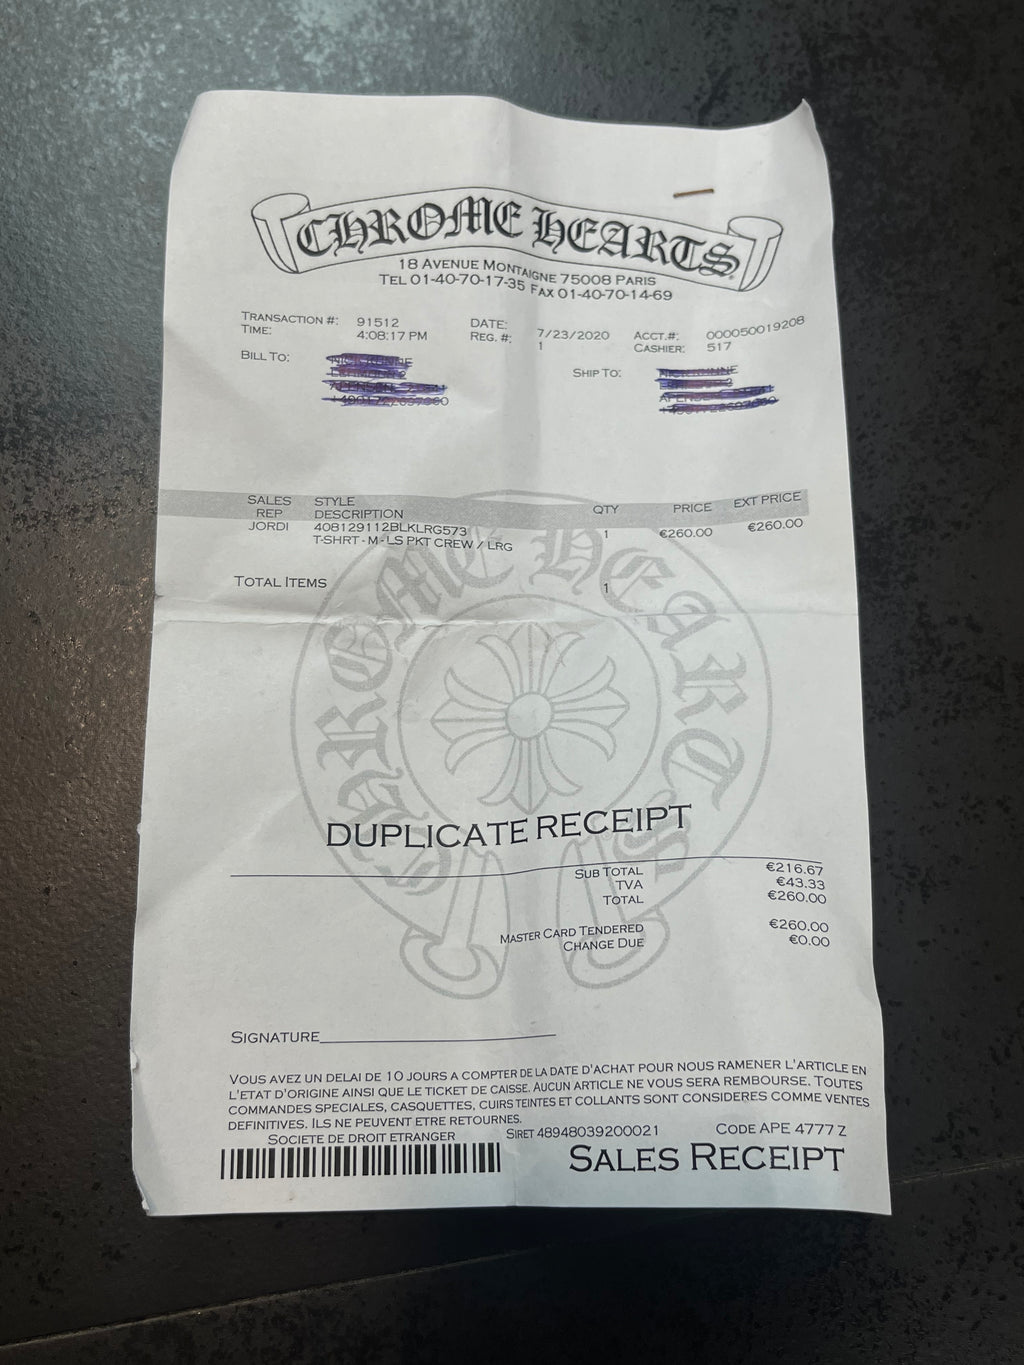 CHROME HEARTS
18 AVENUE MONTAIGNE 75008 PARIS
TEL 01-40-70-17-35 FAX 01-40-70-14-69
TRANSACTION #: 91512 DATE: 7/23/2020 ACCT.#: 000050019208
TIME: 4:08:17 PM REG. #: 1 CASHIER: 517
BILL TO: SHIP TO:
SALES REP STYLE DESCRIPTION QTY PRICE EXT PRICE
JORDI 408129112BLKLRG573 1 €260.00 €260.00
T-SHRT - M - LS PKT CREW / LRG
TOTAL ITEMS 1
CHROME HEARTS
DUPLICATE RECEIPT
SUB TOTAL €216.67
TVA €43.33
TOTAL €260.00
MASTER CARD TENDERED €260.00
CHANGE DUE €0.00
SIGNATURE
VOUS AVEZ UN DELAI DE 10 JOURS A COMPTER DE LA DATE D'ACHAT POUR NOUS RAMENER L'ARTICLE EN
L'ETAT D'ORIGINE AINSI QUE LE TICKET DE CAISSE. AUCUN ARTICLE NE VOUS SERA REMBOURSE. TOUTES
COMMANDES SPECIALES, CASQUETTES, CUIRS TEINTES ET COLLANTS SONT CONSIDERES COMME VENTES
DEFINITIVES. ILS NE PEUVENT ETRE RETOURNES.
SOCIETE DE DROIT ETRANGER SIRET 48948039200021 CODE APE 4777 Z
SALES RECEIPT